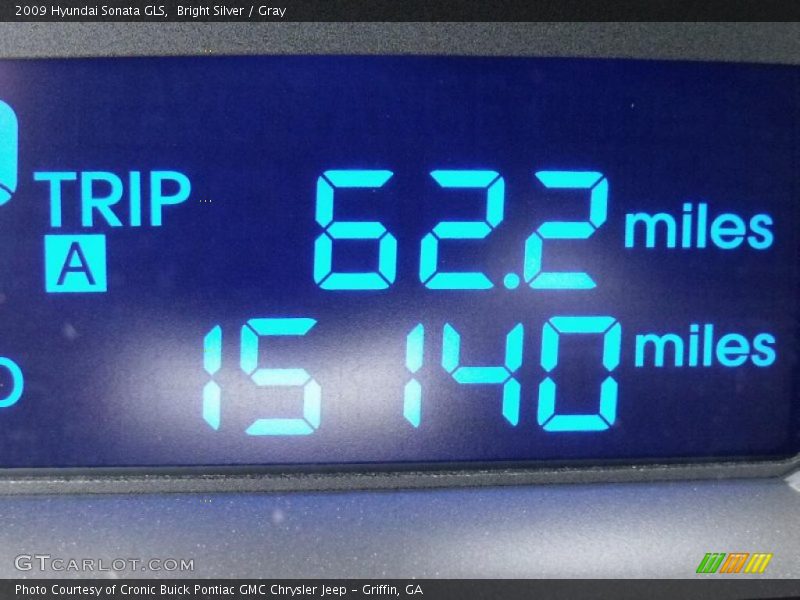 2009 Hyundai Sonata GLS, Bright Silver / Gray
TRIP 62.2 miles
A
15140 miles
GTCARLOT.COM
Photo Courtesy of Cronic Buick Pontiac GMC Chrysler Jeep - Griffin, GA